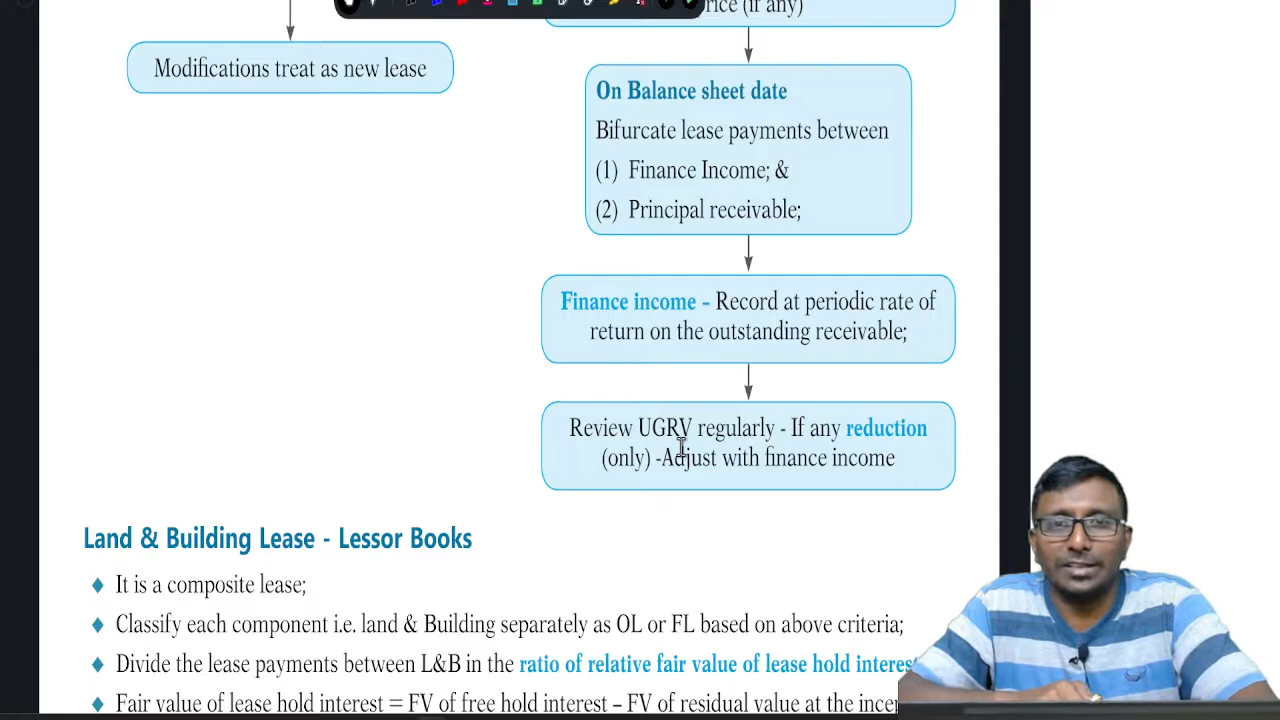 rice (if any)
Modifications treat as new lease
On Balance sheet date
Bifurcate lease payments between
(1) Finance Income; &
(2) Principal receivable;
Finance income – Record at periodic rate of
return on the outstanding receivable;
Review UGRV regularly - If any reduction
(only) -Adjust with finance income
Land & Building Lease - Lessor Books
♦ It is a composite lease;
♦ Classify each component i.e. land & Building separately as OL or FL based on above criteria;
♦ Divide the lease payments between L&B in the ratio of relative fair value of lease hold interest
♦ Fair value of lease hold interest = FV of free hold interest – FV of residual value at the incep